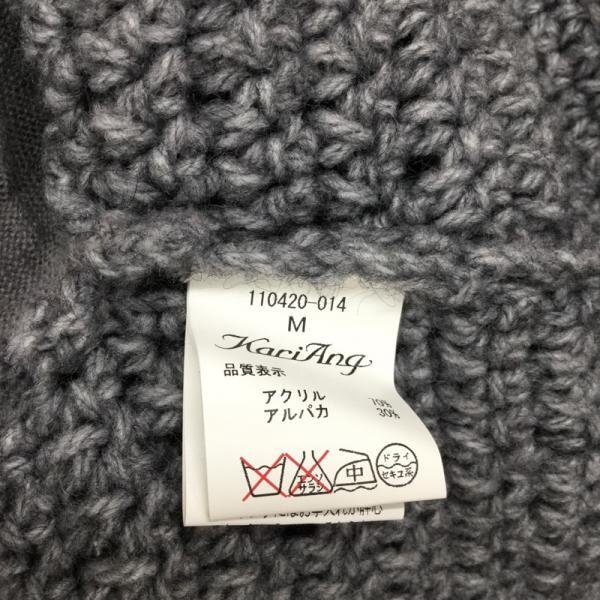 110420-014
M
KaciAng
品質表示
アクリル 70%
アルパカ 30%
エンソ
サラシ
中
ドライ
セキユ系